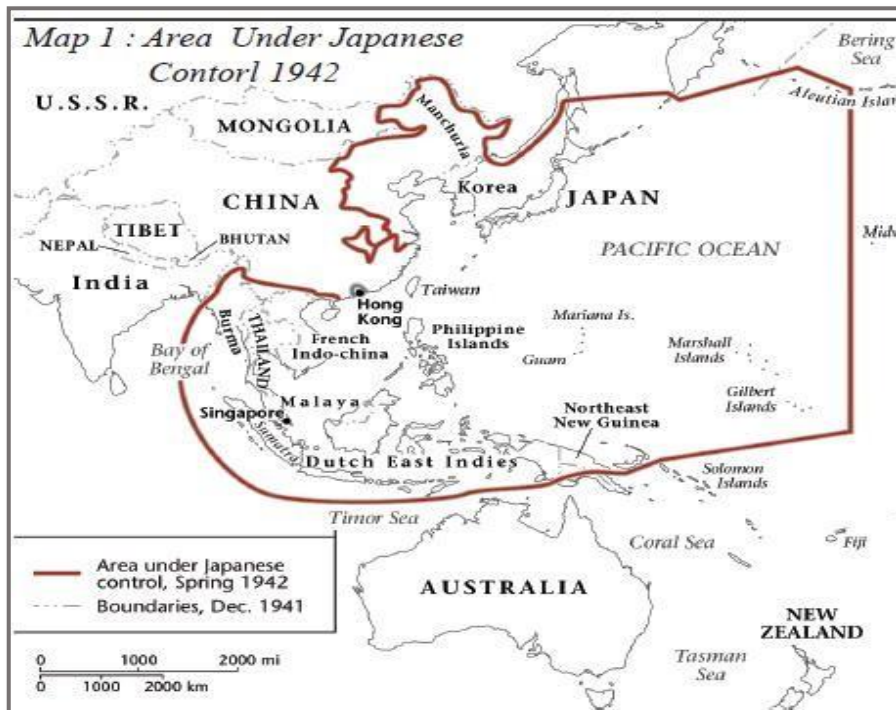 Map 1 : Area Under Japanese
Contorl 1942
Bering
Sea
U.S.S.R.
Aleutian Islan
MONGOLIA
Manchuria
Korea
JAPAN
CHINA
TIBET
NEPAL
BHUTAN
PACIFIC OCEAN
Midw
India
Taiwan
Hong
Kong
Burma
THAILAND
French
Indo-china
Philippine
Islands
Mariana Is.
Guam
Marshall
Islands
Bay of
Bengal
Gilbert
Islands
Malaya
Singapore
Sumatra
Northeast
New Guinea
Dutch East Indies
Solomon
Islands
Timor Sea
Coral Sea
Fiji
Area under Japanese
control, Spring 1942
Boundaries, Dec. 1941
AUSTRALIA
NEW
ZEALAND
Tasman
Sea
0 1000 2000 mi
0 1000 2000 km